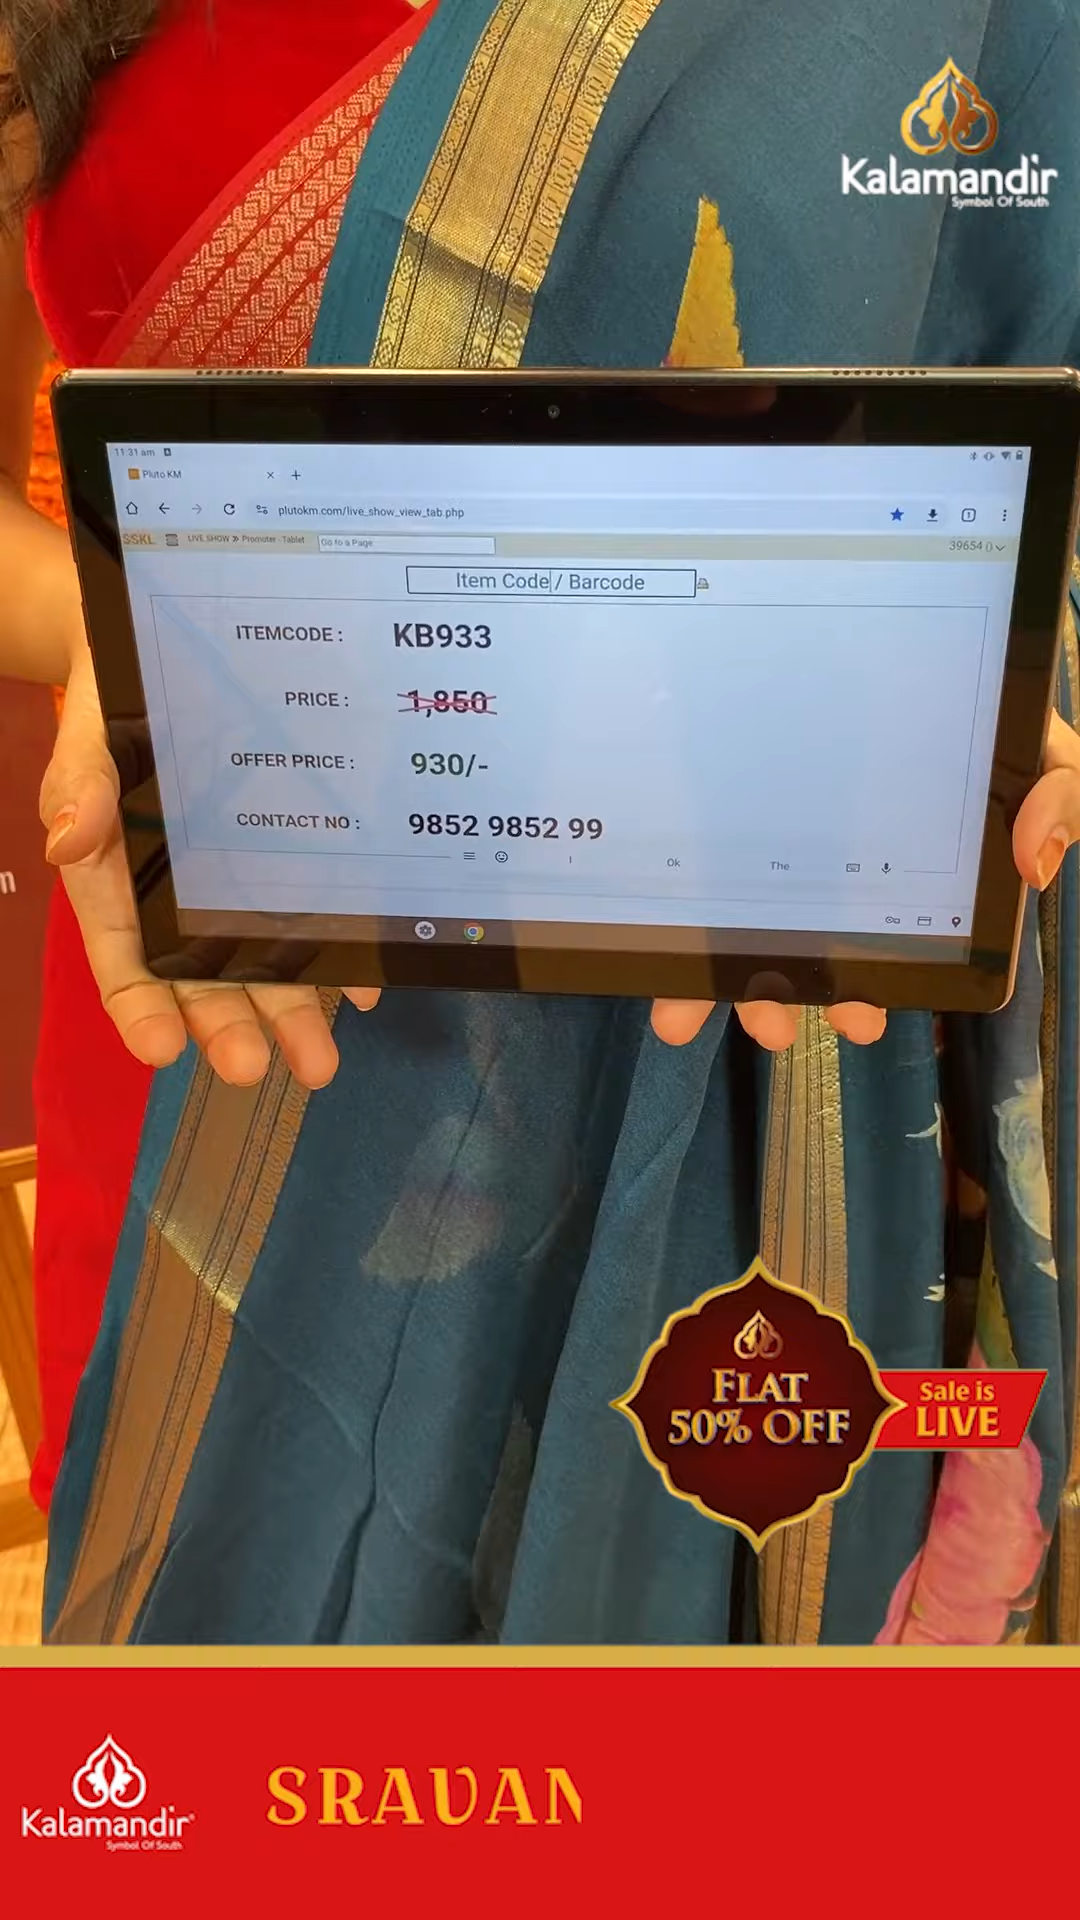 Kalamandir
Symbol Of South
11:31 am
Pluto KM
plutokm.com/live_show_view_tab.php
SSKL
LIVE SHOW » Promoter - Tablet
Go to a Page
39654 ()
Item Code / Barcode
ITEMCODE : KB933
PRICE : 1,850
OFFER PRICE : 930/-
CONTACT NO : 9852 9852 99
I Ok The
m
FLAT
50% OFF
Sale is
LIVE
Kalamandir
Symbol Of South
SRAVAN